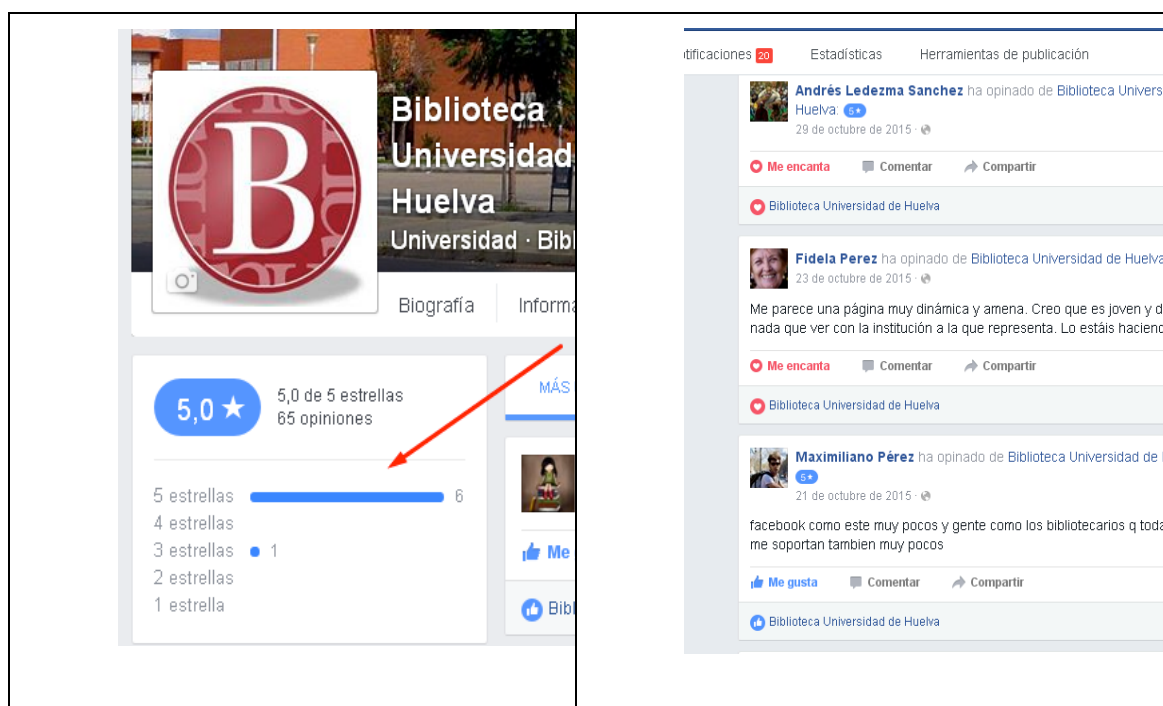 B
Biblioteca
Universidad
Huelva
Universidad · Bib
Biografía Informa
5,0 ★ 5,0 de 5 estrellas
65 opiniones
MÁS
5 estrellas 6
4 estrellas
3 estrellas 1
2 estrellas
1 estrella
Me
Bibl
otificaciones 20 Estadísticas Herramientas de publicación
Andrés Ledezma Sanchez ha opinado de Biblioteca Univers
Huelva: 5★
29 de octubre de 2015 ·
Me encanta Comentar Compartir
Biblioteca Universidad de Huelva
Fidela Perez ha opinado de Biblioteca Universidad de Huelva
23 de octubre de 2015 ·
Me parece una página muy dinámica y amena. Creo que es joven y d
nada que ver con la institución a la que representa. Lo estáis haciend
Me encanta Comentar Compartir
Biblioteca Universidad de Huelva
Maximiliano Pérez ha opinado de Biblioteca Universidad de
5★
21 de octubre de 2015 ·
facebook como este muy pocos y gente como los bibliotecarios q toda
me soportan tambien muy pocos
Me gusta Comentar Compartir
Biblioteca Universidad de Huelva